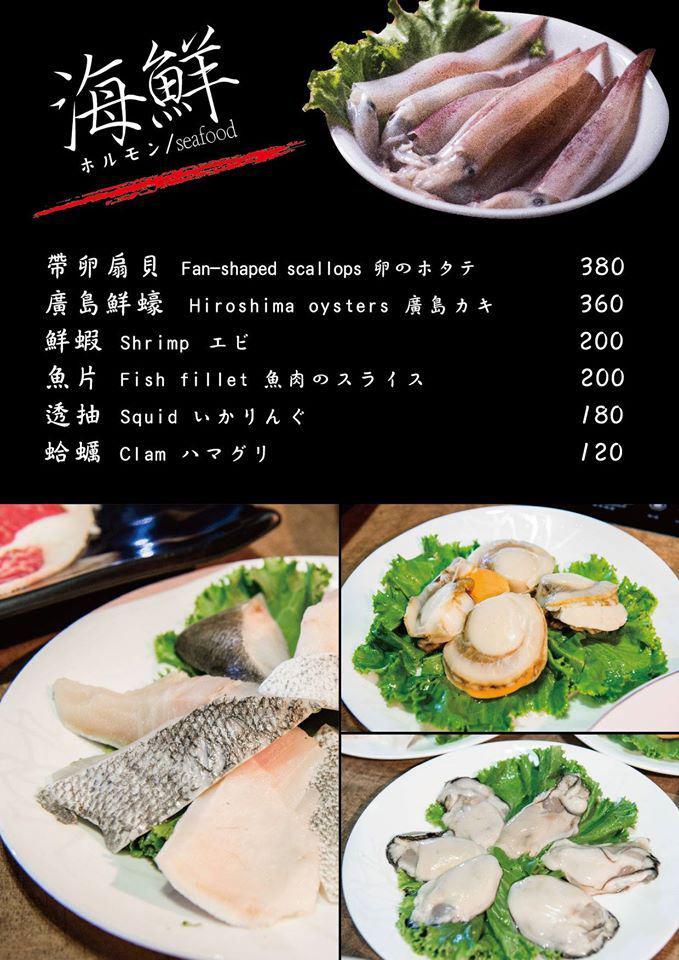 海鮮
ホルモン/seafood
帶卵扇貝 Fan-shaped scallops 卵のホタテ 380
廣島鮮蠔 Hiroshima oysters 廣島カキ 360
鮮蝦 Shrimp エビ 200
魚片 Fish fillet 魚肉のスライス 200
透抽 Squid いかりんぐ 180
蛤蠣 Clam ハマグリ 120